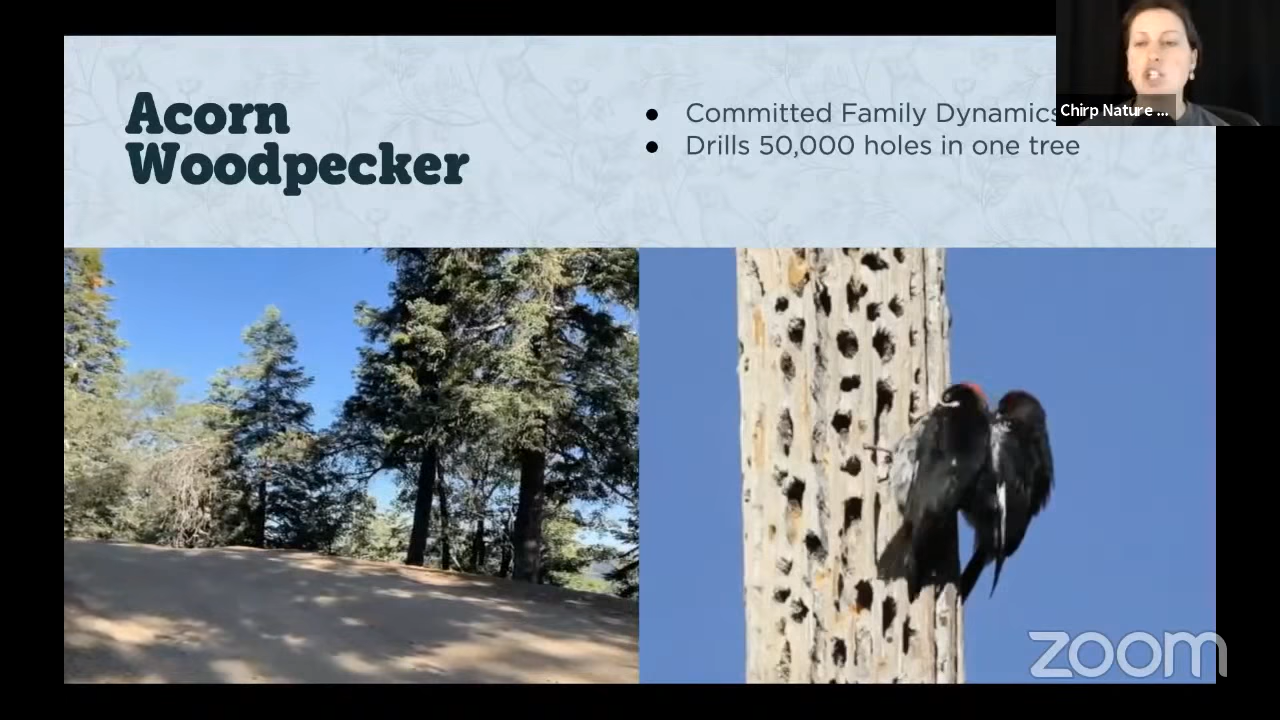 Acorn
Woodpecker
● Committed Family Dynamics
● Drills 50,000 holes in one tree
Chirp Nature ...
zoom